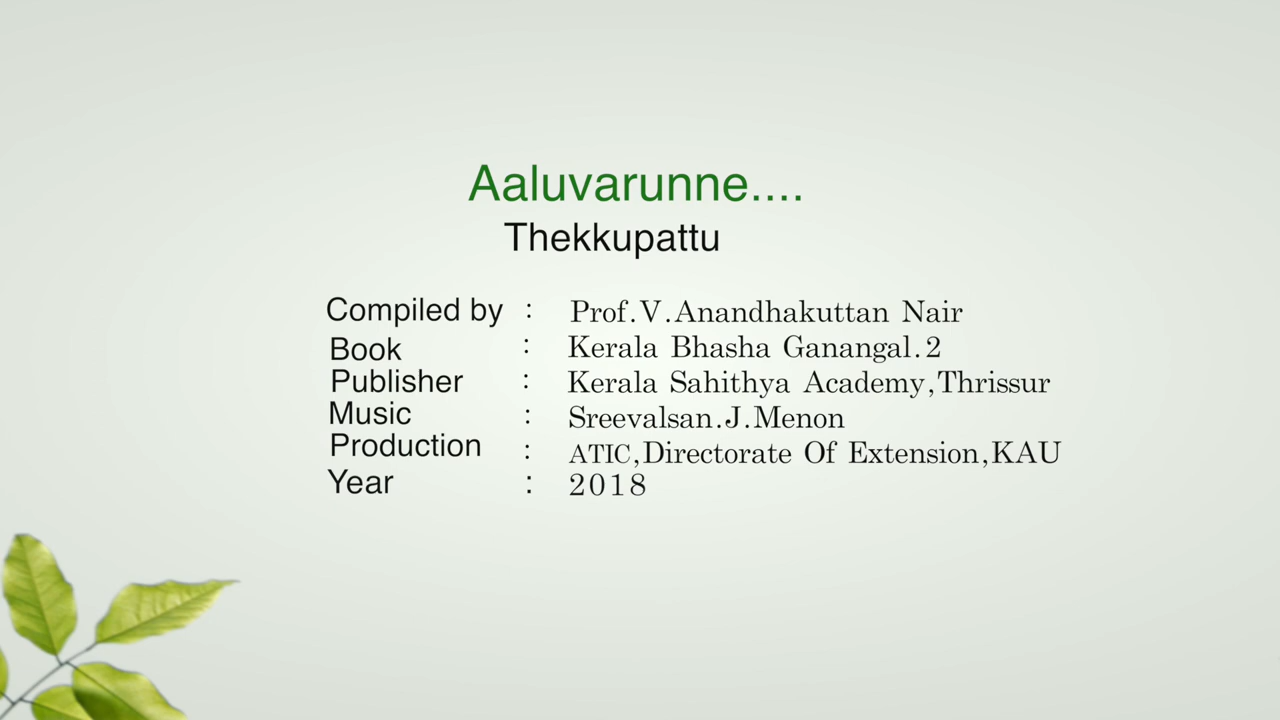 Aaluvarunne....
Thekkupattu
Compiled by : Prof.V.Anandhakuttan Nair
Book : Kerala Bhasha Ganangal.2
Publisher : Kerala Sahithya Academy,Thrissur
Music : Sreevalsan.J.Menon
Production : ATIC,Directorate Of Extension,KAU
Year : 2018